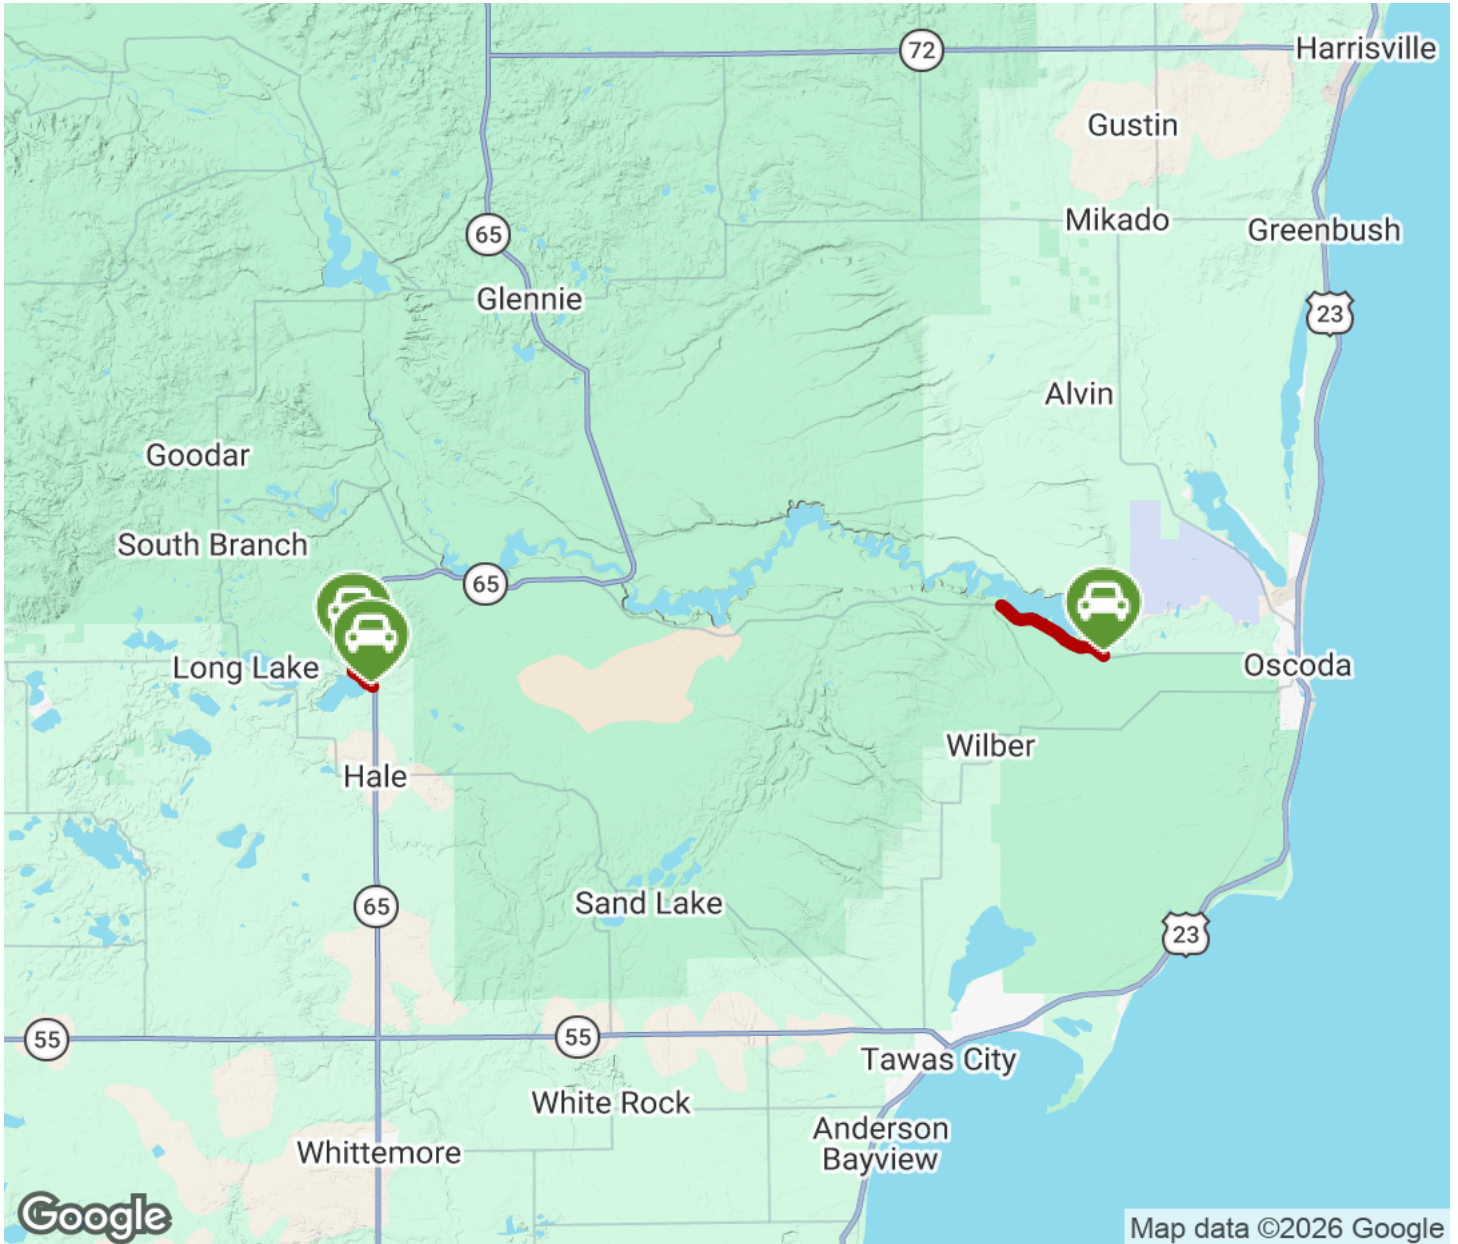 72
Harrisville
Gustin
Mikado
65
Greenbush
Glennie
23
Alvin
Goodar
South Branch
65
Long Lake
Oscoda
Wilber
Hale
65
Sand Lake
23
55
55
Tawas City
White Rock
Anderson
Bayview
Whittemore
Google
Map data ©2026 Google